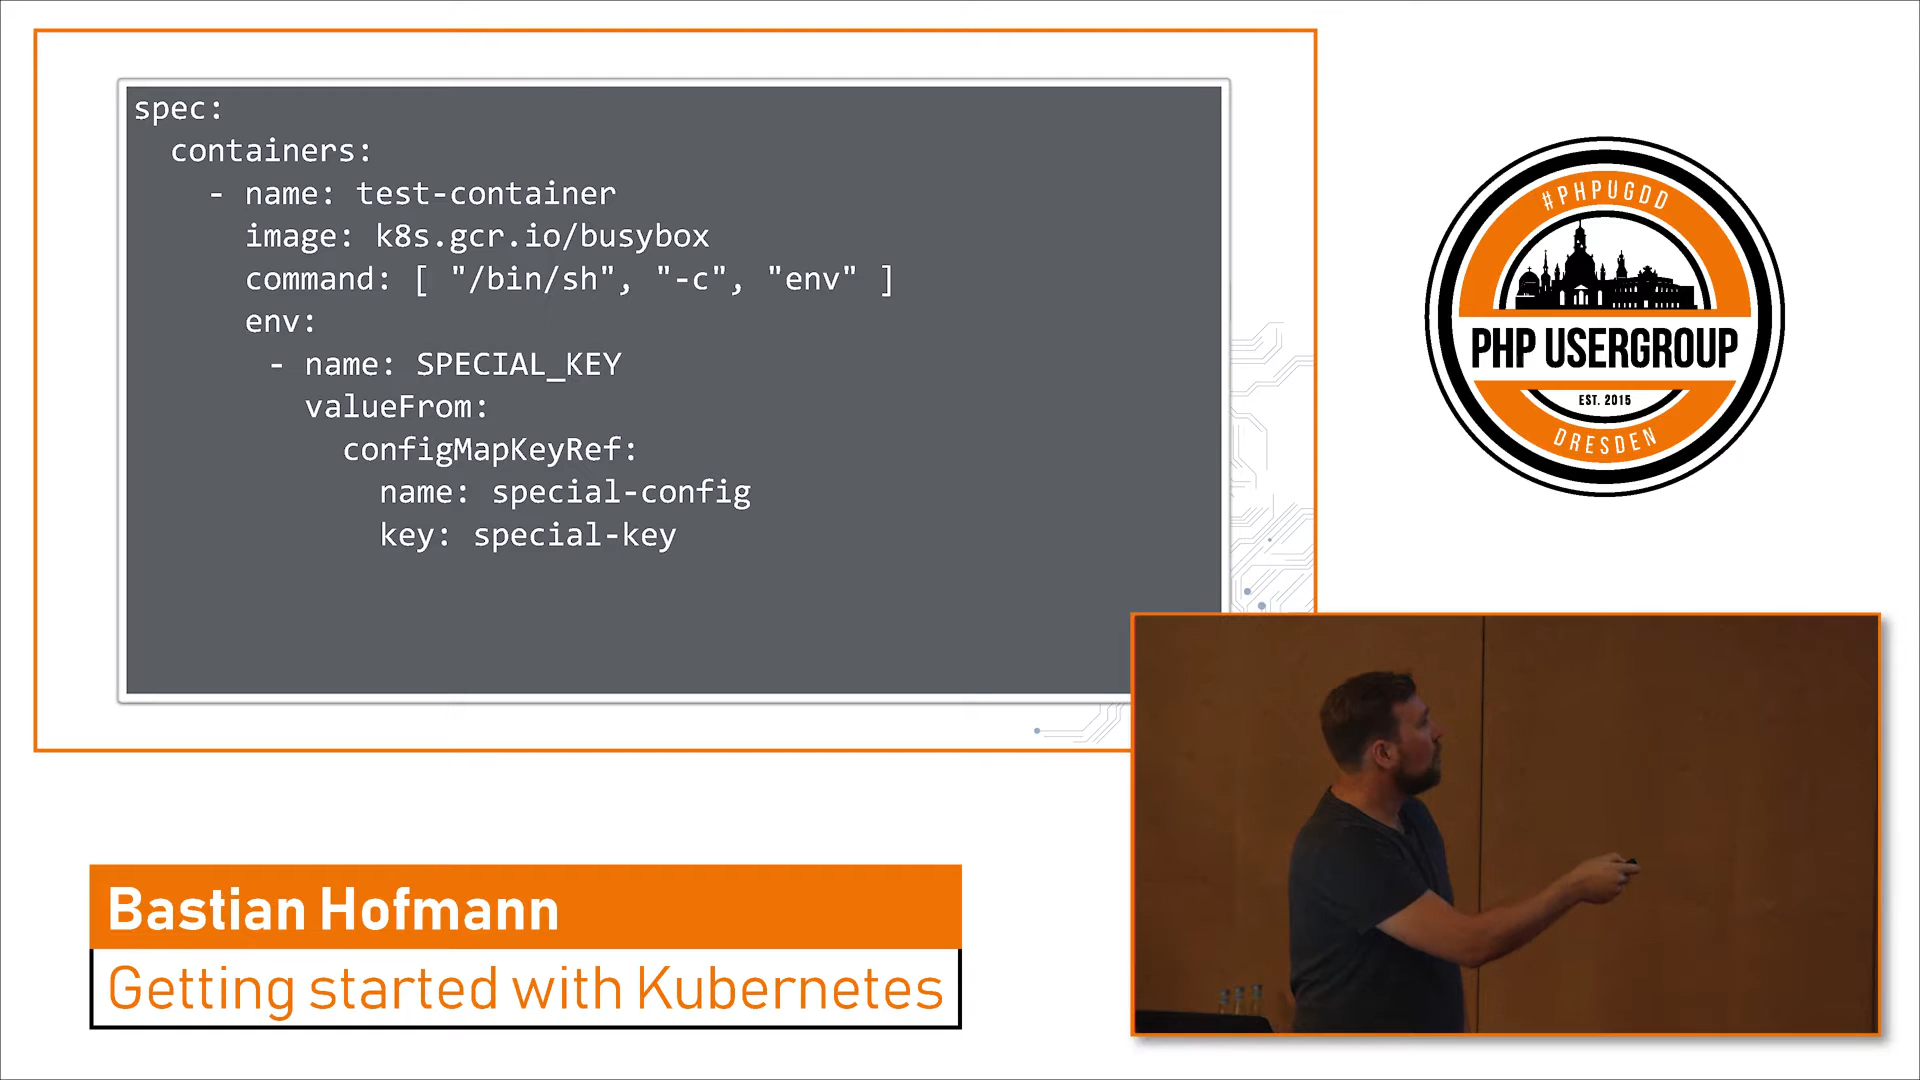 spec:
containers:
- name: test-container
image: k8s.gcr.io/busybox
command: [ "/bin/sh", "-c", "env" ]
env:
- name: SPECIAL_KEY
valueFrom:
configMapKeyRef:
name: special-config
key: special-key
#PHPUGDD
PHP USERGROUP
EST. 2015
DRESDEN
Bastian Hofmann
Getting started with Kubernetes